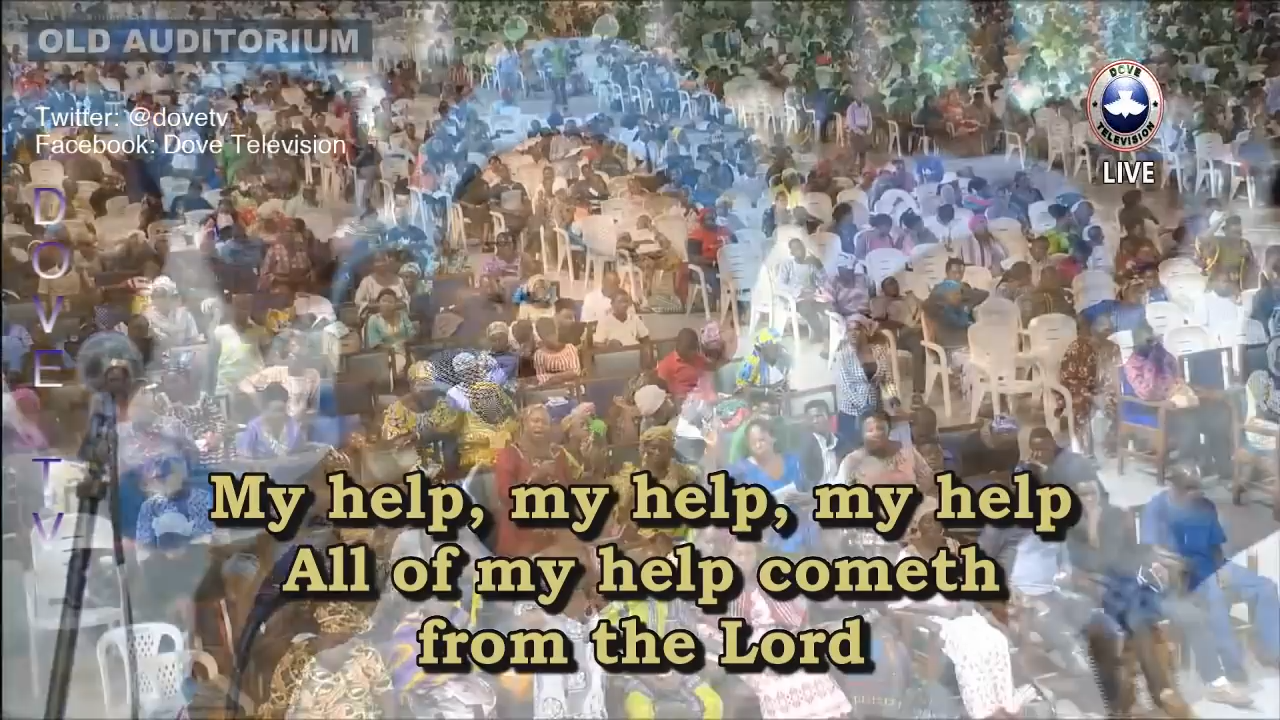 OLD AUDITORIUM
Twitter: @dovetv
Facebook: Dove Television
DOVE
TELEVISION
LIVE
DOVE TV
My help, my help, my help
All of my help cometh
from the Lord